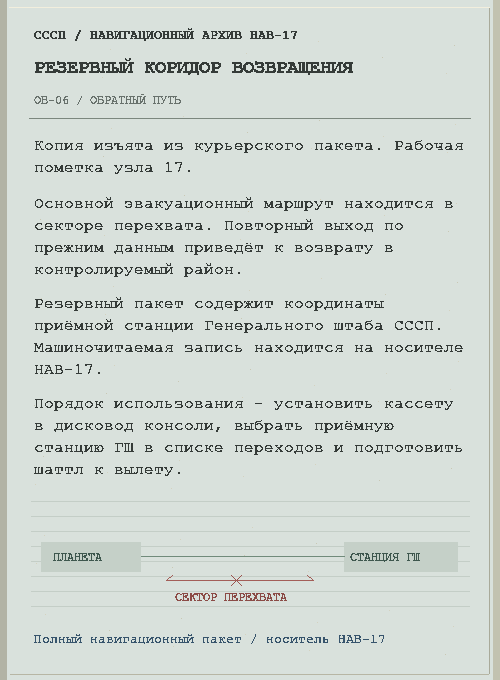 СССП / НАВИГАЦИОННЫЙ АРХИВ НАВ-17
РЕЗЕРВНЫЙ КОРИДОР ВОЗВРАЩЕНИЯ
ОВ-06 / ОБРАТНЫЙ ПУТЬ
Копия изъята из курьерского пакета. Рабочая
пометка узла 17.
Основной эвакуационный маршрут находится в
секторе перехвата. Повторный выход по
прежним данным приведёт к возврату в
контролируемый район.
Резервный пакет содержит координаты
приёмной станции Генерального штаба СССП.
Машиночитаемая запись находится на носителе
НАВ-17.
Порядок использования – установить кассету
в дисковод консоли, выбрать приёмную
станцию ГШ в списке переходов и подготовить
шаттл к вылету.
ПЛАНЕТА
СТАНЦИЯ ГШ
СЕКТОР ПЕРЕХВАТА
Полный навигационный пакет / носитель НАВ-17